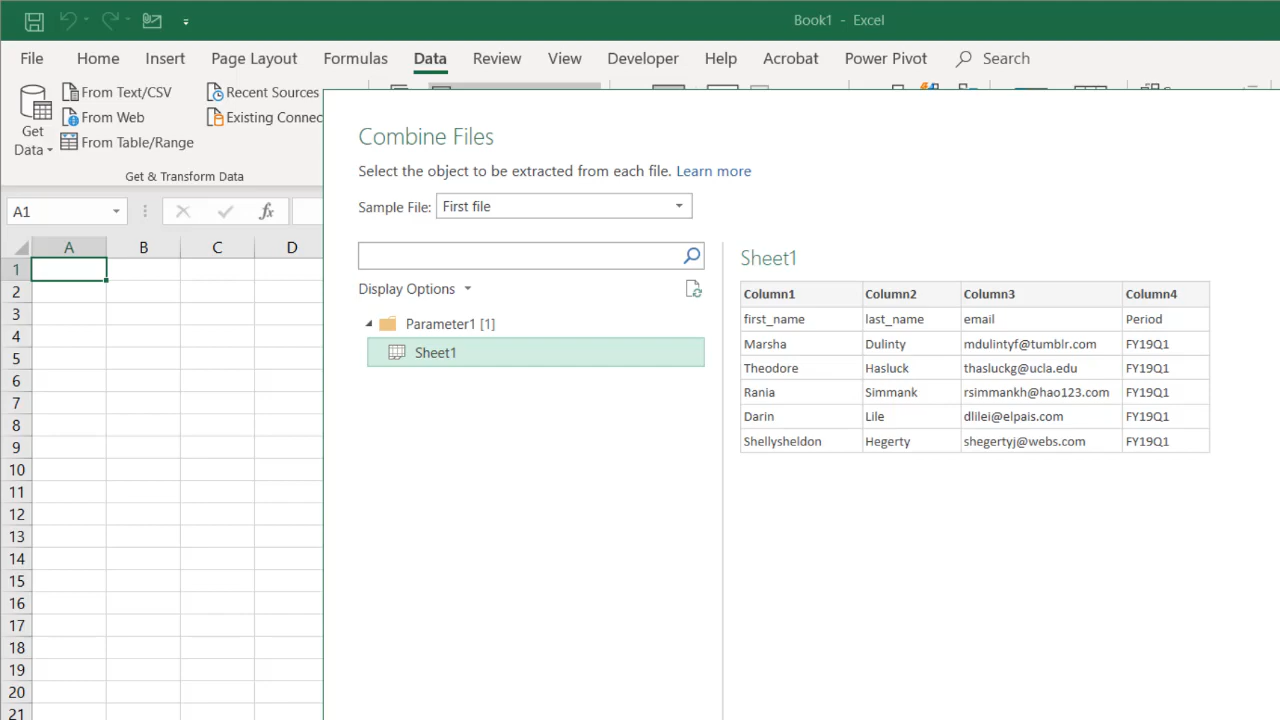 Book1 - Excel
File Home Insert Page Layout Formulas Data Review View Developer Help Acrobat Power Pivot Search
Get Data
From Text/CSV
From Web
From Table/Range
Recent Sources
Existing Connec
Get & Transform Data
A1
fx
A B C D
1
2
3
4
5
6
7
8
9
10
11
12
13
14
15
16
17
18
19
20
21
Combine Files
Select the object to be extracted from each file. Learn more
Sample File: First file
Display Options
Parameter1 [1]
Sheet1
Sheet1
Column1 Column2 Column3 Column4
first_name last_name email Period
Marsha Dulinty mdulintyf@tumblr.com FY19Q1
Theodore Hasluck thasluckg@ucla.edu FY19Q1
Rania Simmank rsimmankh@hao123.com FY19Q1
Darin Lile dlilei@elpais.com FY19Q1
Shellysheldon Hegerty shegertyj@webs.com FY19Q1